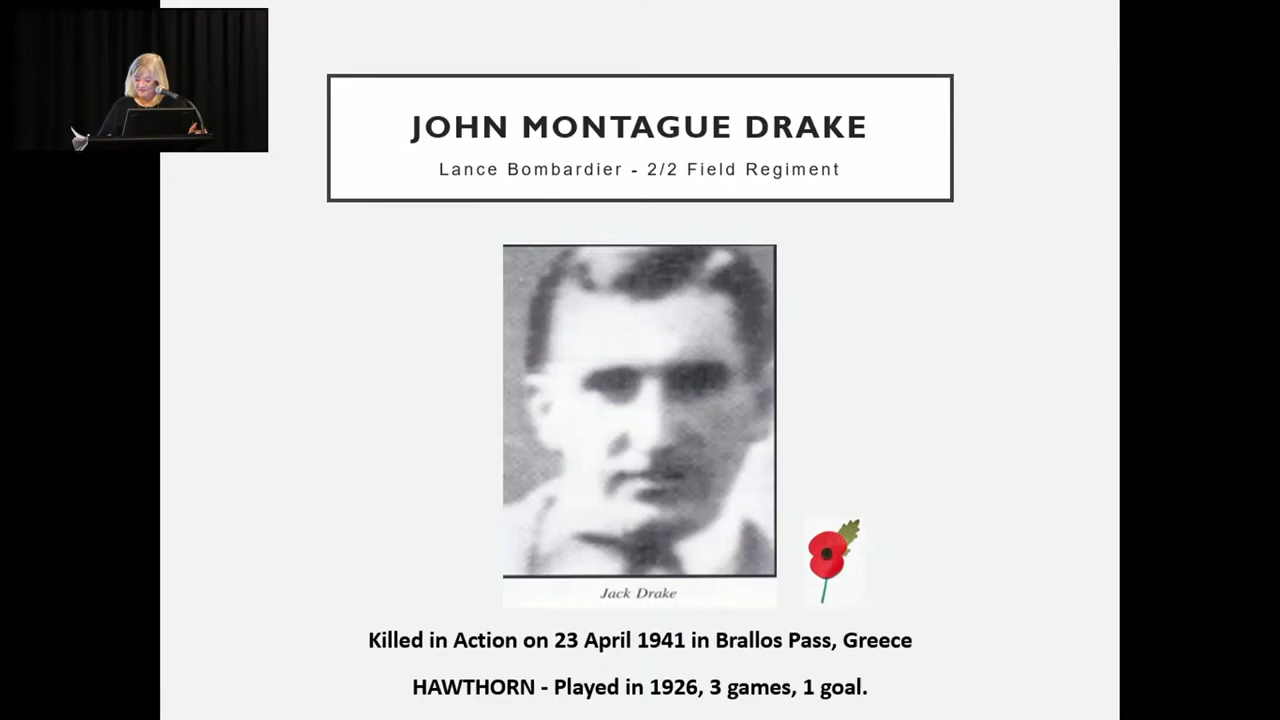 JOHN MONTAGUE DRAKE
Lance Bombardier - 2/2 Field Regiment
Jack Drake
Killed in Action on 23 April 1941 in Brallos Pass, Greece
HAWTHORN - Played in 1926, 3 games, 1 goal.